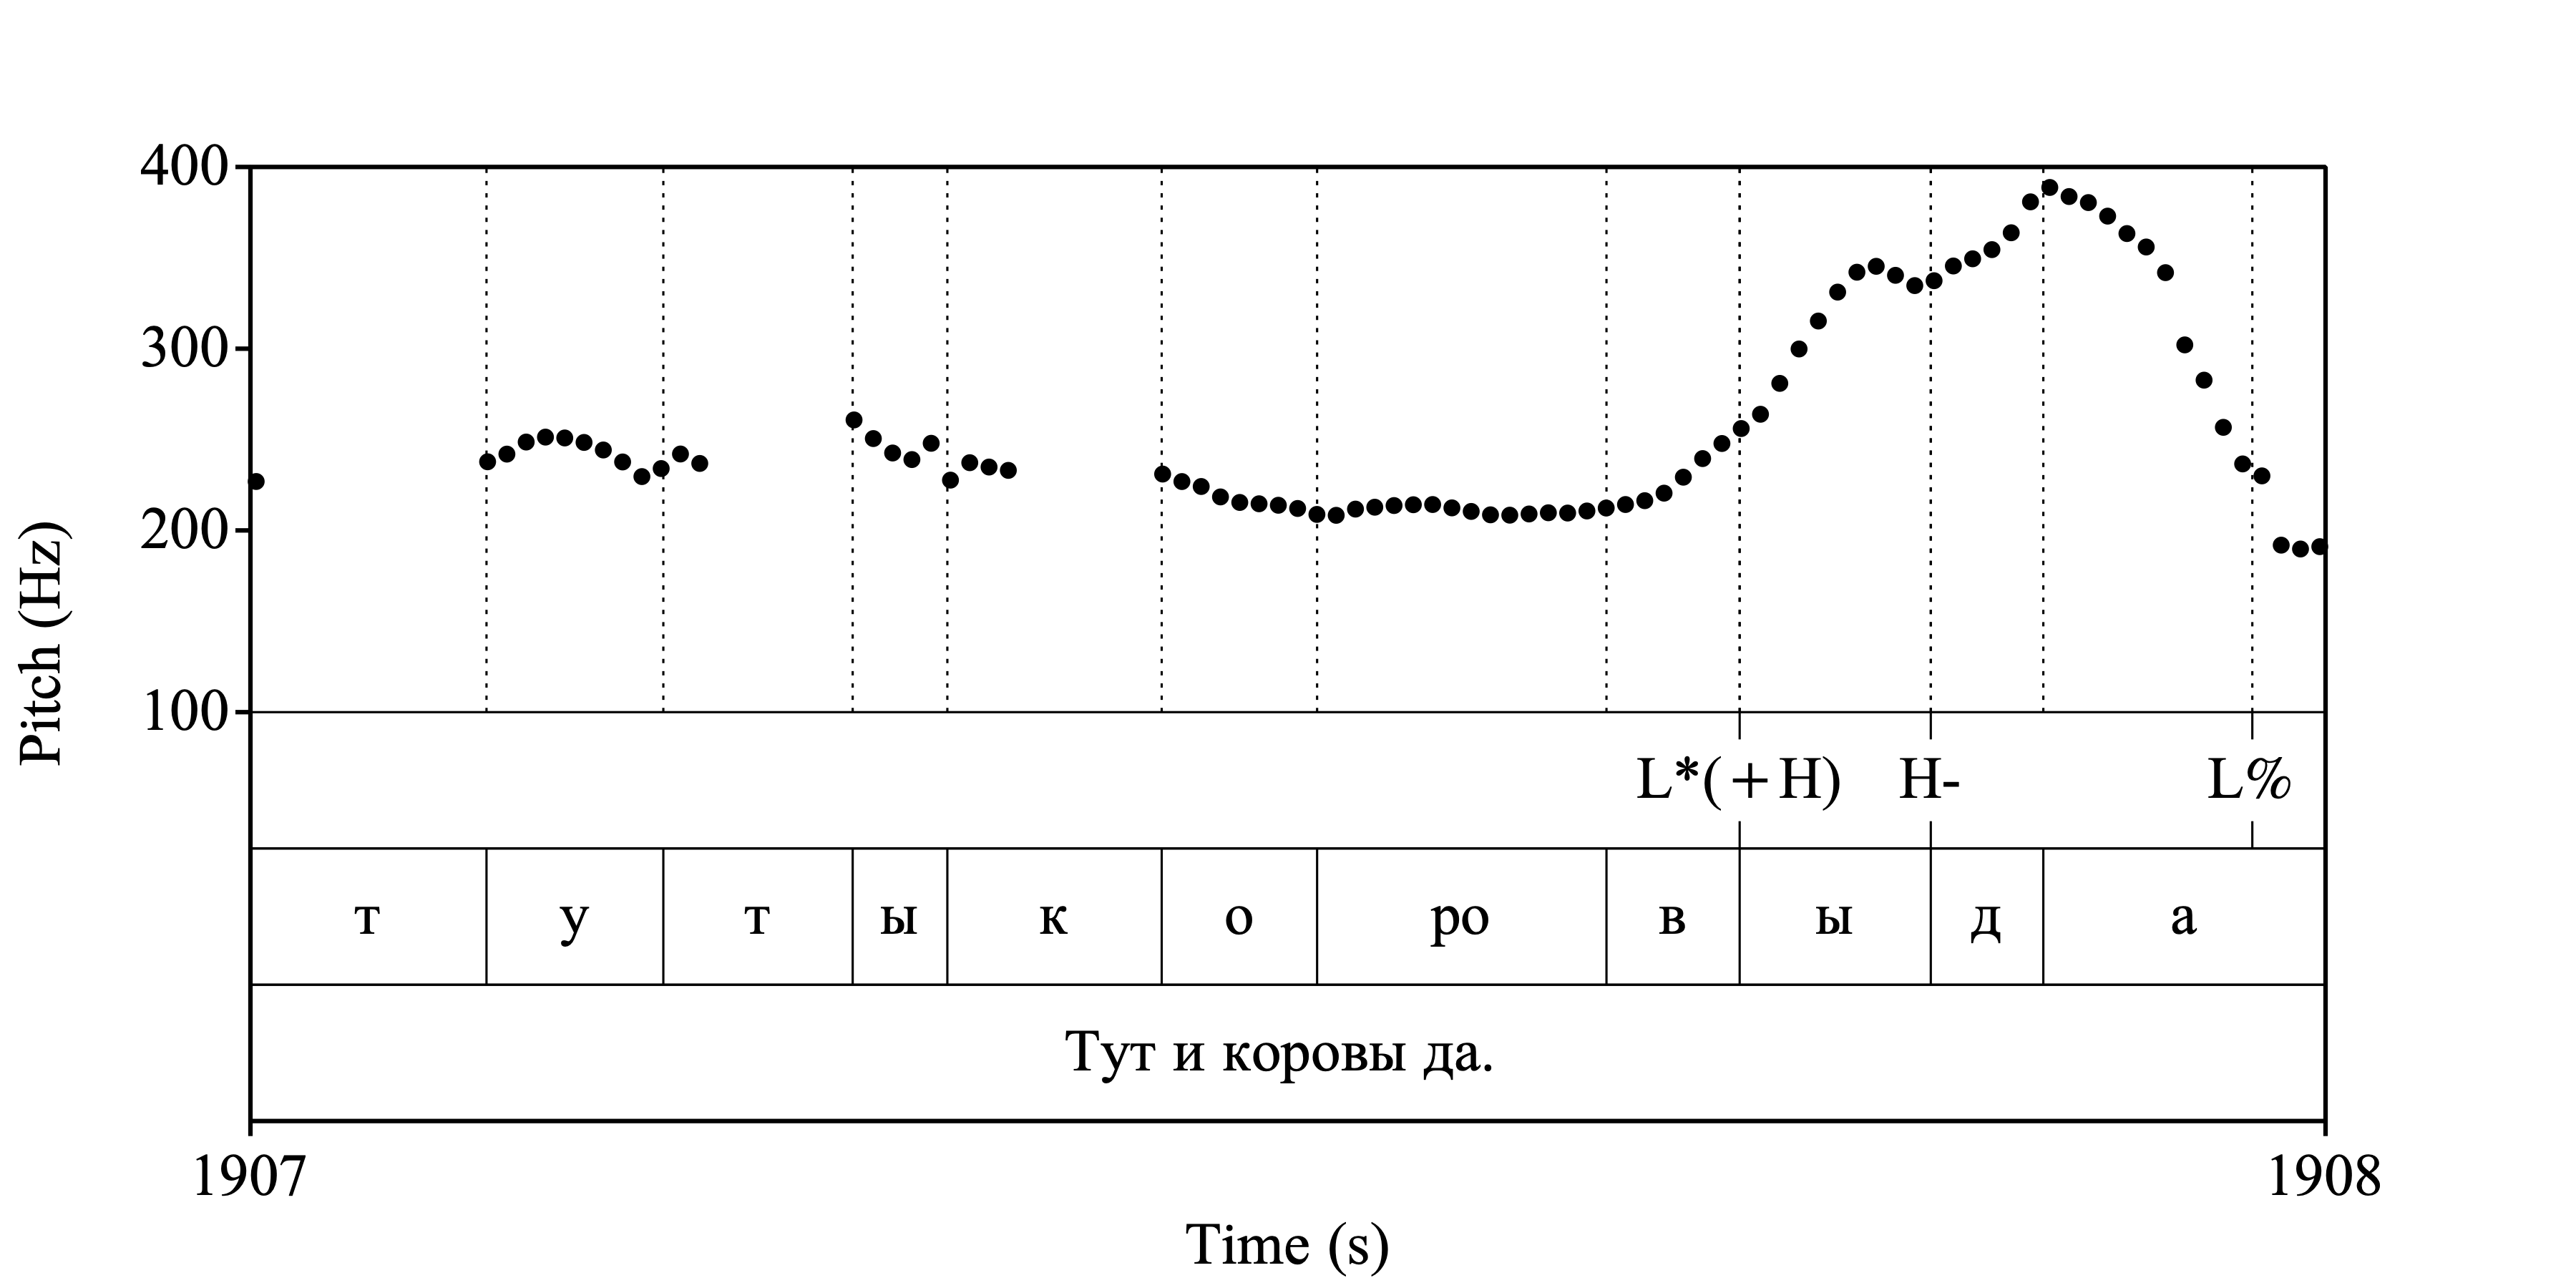 400
300
200
100
Pitch (Hz)
L*(+H) H- L%
т у т ы к о ро в ы д а
Тут и коровы да.
1907 1908
Time (s)